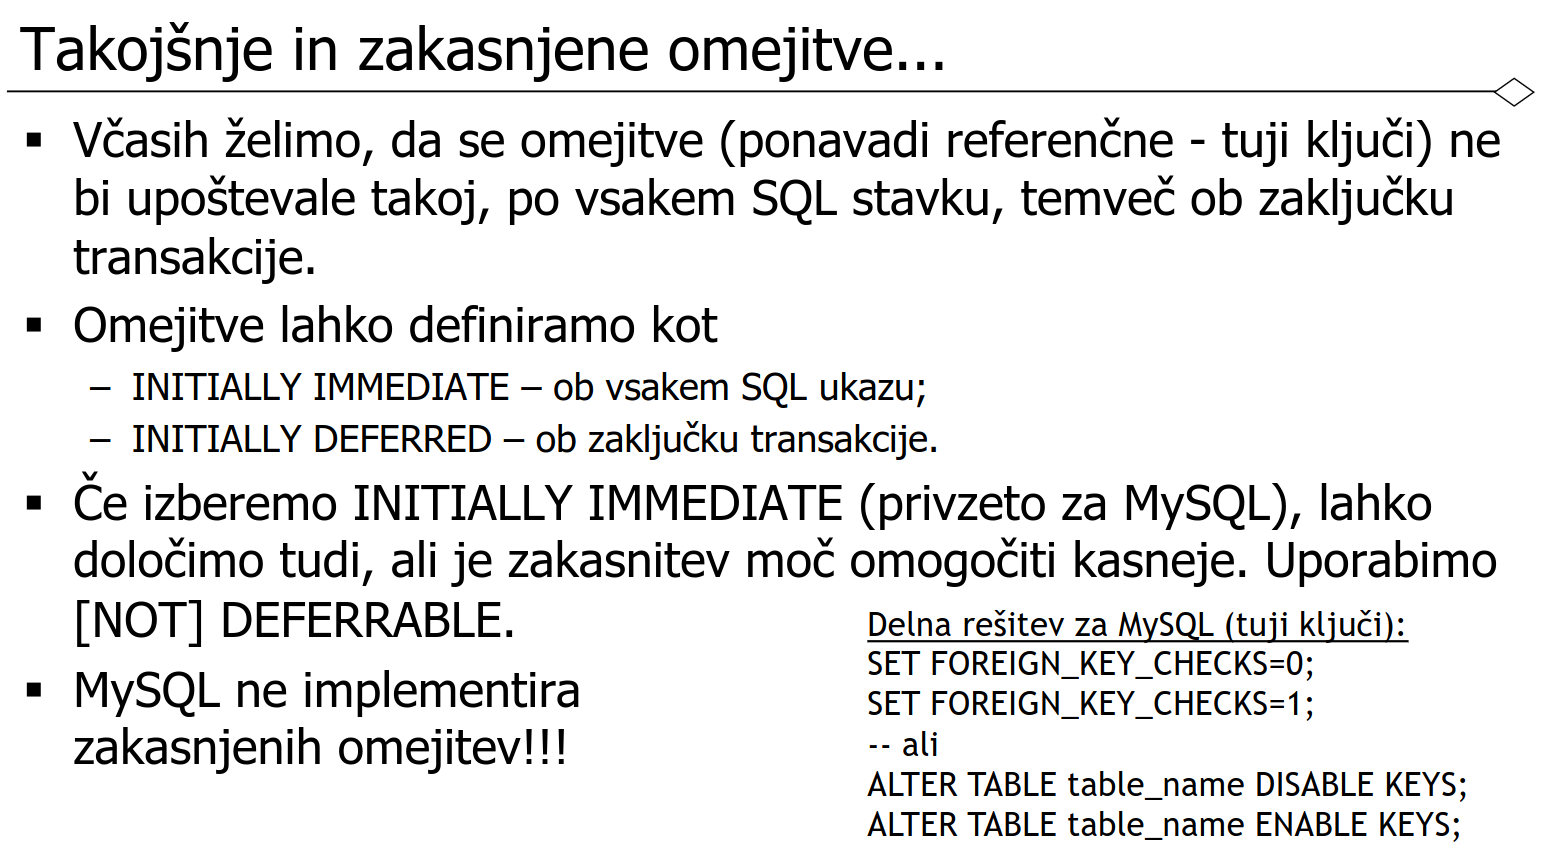 Takojšnje in zakasnjene omejitve...
▪ Včasih želimo, da se omejitve (ponavadi referenčne - tuji ključi) ne
bi upoštevale takoj, po vsakem SQL stavku, temveč ob zaključku
transakcije.
▪ Omejitve lahko definiramo kot
– INITIALLY IMMEDIATE – ob vsakem SQL ukazu;
– INITIALLY DEFERRED – ob zaključku transakcije.
▪ Če izberemo INITIALLY IMMEDIATE (privzeto za MySQL), lahko
določimo tudi, ali je zakasnitev moč omogočiti kasneje. Uporabimo
[NOT] DEFERRABLE.
▪ MySQL ne implementira
zakasnjenih omejitev!!!
Delna rešitev za MySQL (tuji ključi):
SET FOREIGN_KEY_CHECKS=0;
SET FOREIGN_KEY_CHECKS=1;
-- ali
ALTER TABLE table_name DISABLE KEYS;
ALTER TABLE table_name ENABLE KEYS;